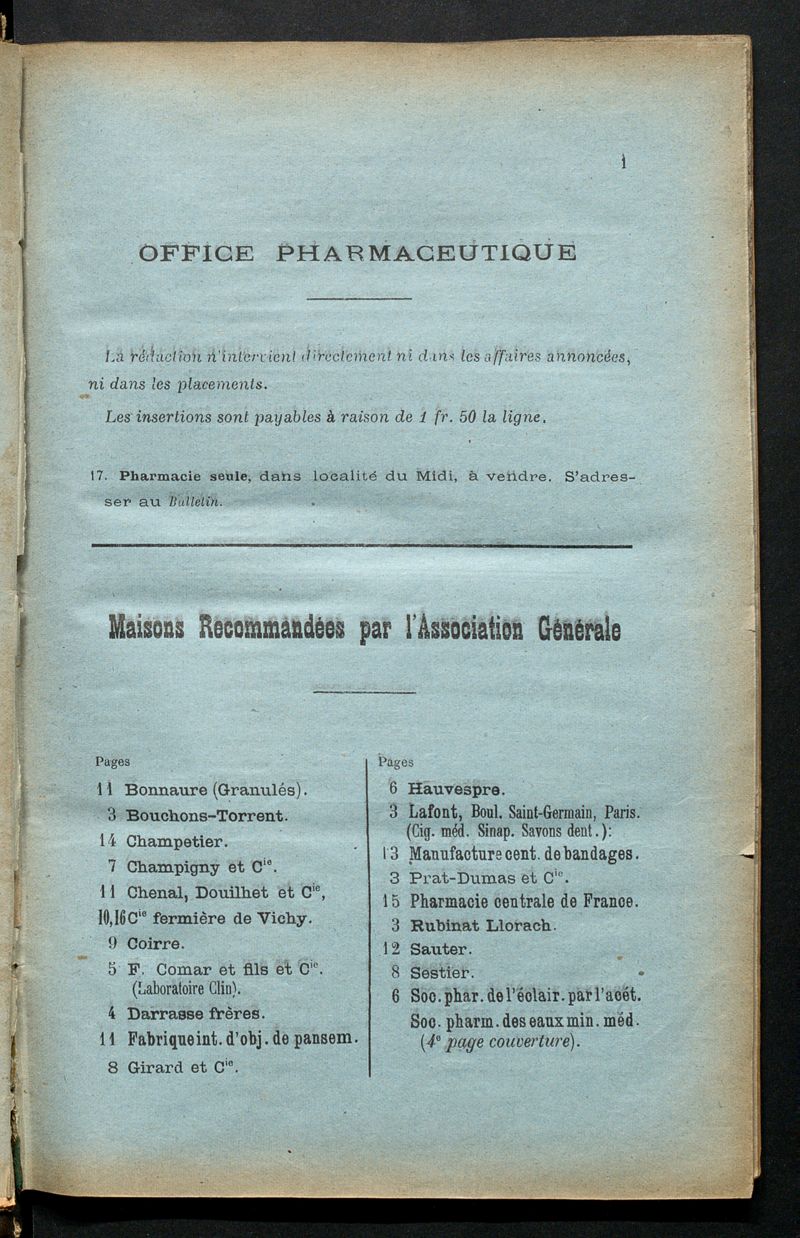 1
OFFICE PHARMACEUTIQUE
La rédaction n'intervient directement ni dans les affaires annoncées,
ni dans les placements.
Les insertions sont payables à raison de 1 fr. 50 la ligne.
17. Pharmacie seule, dans localité du Midi, à vendre. S'adres-
ser au Bulletin.
Maisons Recommandées par l'Association Générale
Pages
11 Bonnaure (Granulés).
3 Bouchons-Torrent.
14 Champetier.
7 Champigny et Cie.
11 Chenal, Douilhet et Cie,
10,16 Cie fermière de Vichy.
9 Coirre.
5 F. Comar et fils et Cie.
(Laboratoire Clin).
4 Darrasse frères.
11 Fabrique int. d'obj. de pansem.
8 Girard et Cie.
Pages
6 Hauvespre.
3 Lafont, Boul. Saint-Germain, Paris.
(Cig. méd. Sinap. Savons dent.):
13 Manufacture cent. de bandages.
3 Prat-Dumas et Cie.
15 Pharmacie centrale de France.
3 Rubinat Llorach.
12 Sauter.
8 Sestier.
6 Soc. phar. de l'éclair. par l'acét.
Soc. pharm. des eaux min. méd.
(4e page couverture).